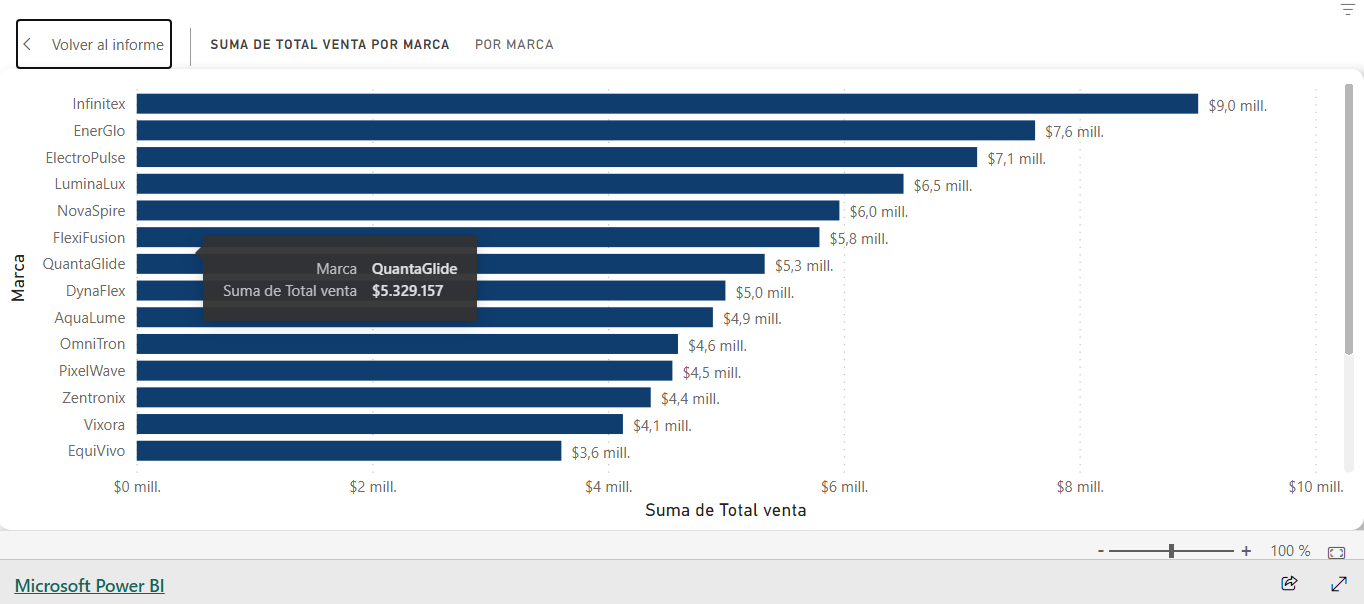 Volver al informe
SUMA DE TOTAL VENTA POR MARCA
POR MARCA
Marca
Infinitex $9,0 mill.
EnerGlo $7,6 mill.
ElectroPulse $7,1 mill.
LuminaLux $6,5 mill.
NovaSpire $6,0 mill.
FlexiFusion $5,8 mill.
QuantaGlide $5,3 mill.
DynaFlex $5,0 mill.
AquaLume $4,9 mill.
OmniTron $4,6 mill.
PixelWave $4,5 mill.
Zentronix $4,4 mill.
Vixora $4,1 mill.
EquiVivo $3,6 mill.
Marca QuantaGlide
Suma de Total venta $5.329.157
$0 mill. $2 mill. $4 mill. $6 mill. $8 mill. $10 mill.
Suma de Total venta
- + 100 %
Microsoft Power BI